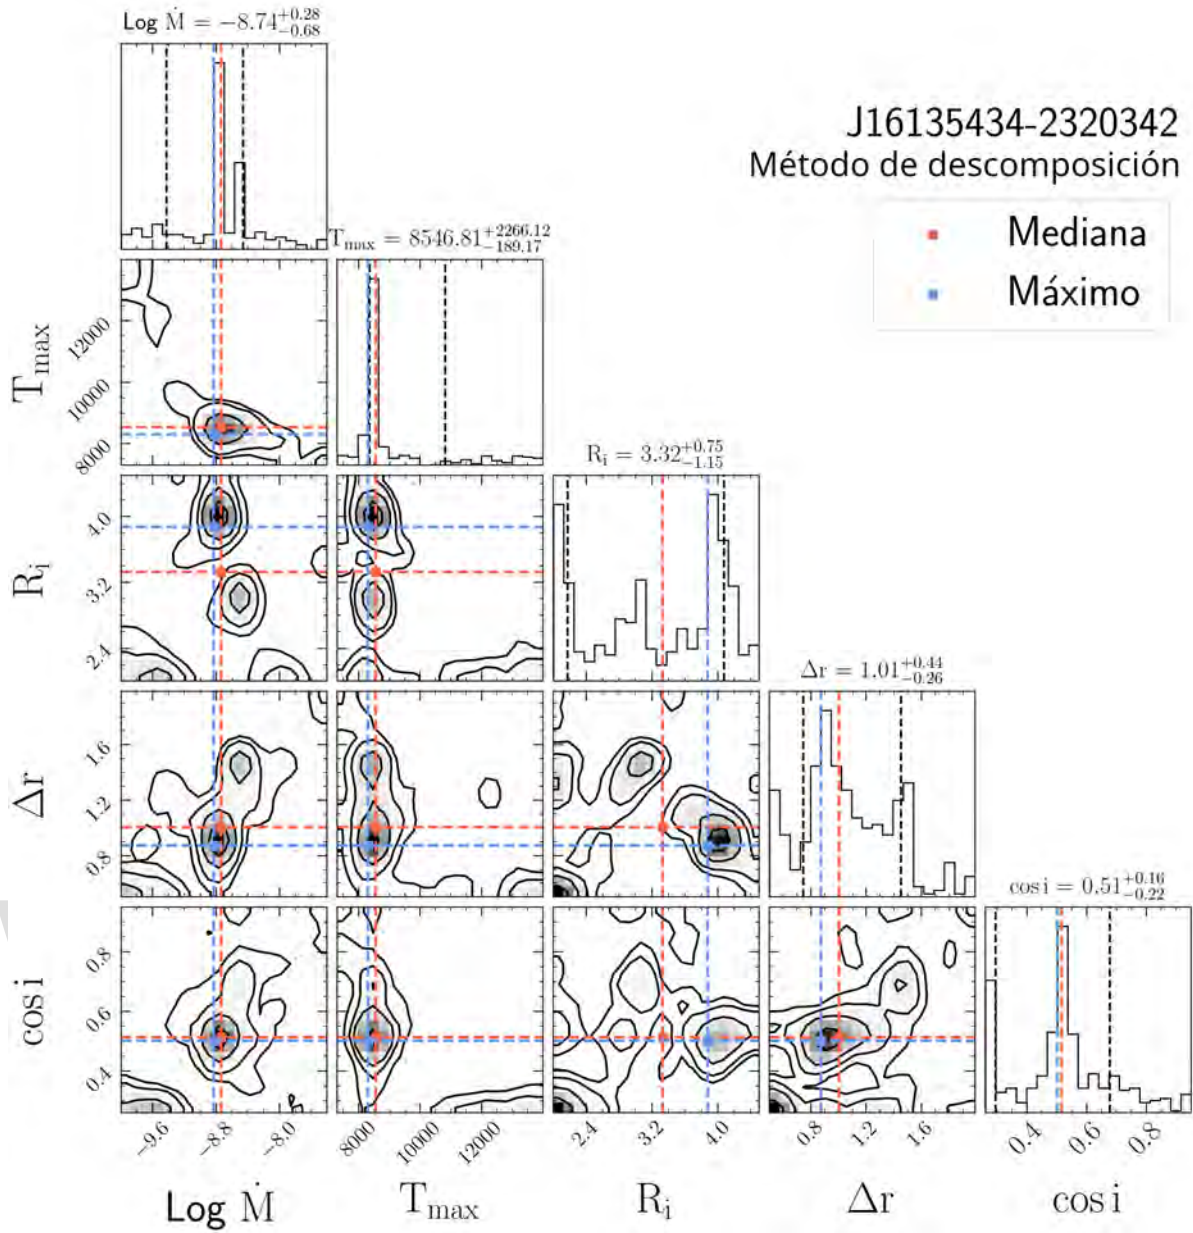 Log Ṁ = −8.74^{+0.28}_{−0.68}
J16135434-2320342
Método de descomposición
Mediana
Máximo
T_max = 8546.81^{+2266.12}_{−189.17}
T_max
12000
10000
8000
R_i = 3.32^{+0.75}_{−1.15}
R_i
4.0
3.2
2.4
Δr = 1.01^{+0.44}_{−0.26}
Δr
1.6
1.2
0.8
cos i = 0.51^{+0.16}_{−0.22}
cos i
0.8
0.6
0.4
−9.6 −8.8 −8.0
8000 10000 12000
2.4 3.2 4.0
0.8 1.2 1.6
0.4 0.6 0.8
Log Ṁ
T_max
R_i
Δr
cos i